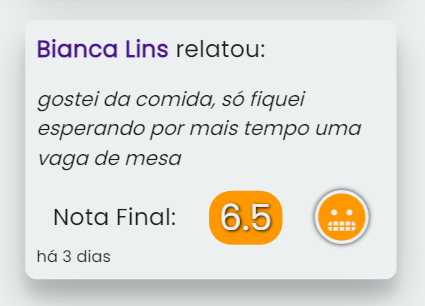 Bianca Lins relatou:
gostei da comida, só fiquei
esperando por mais tempo uma
vaga de mesa
Nota Final: 6.5
há 3 dias